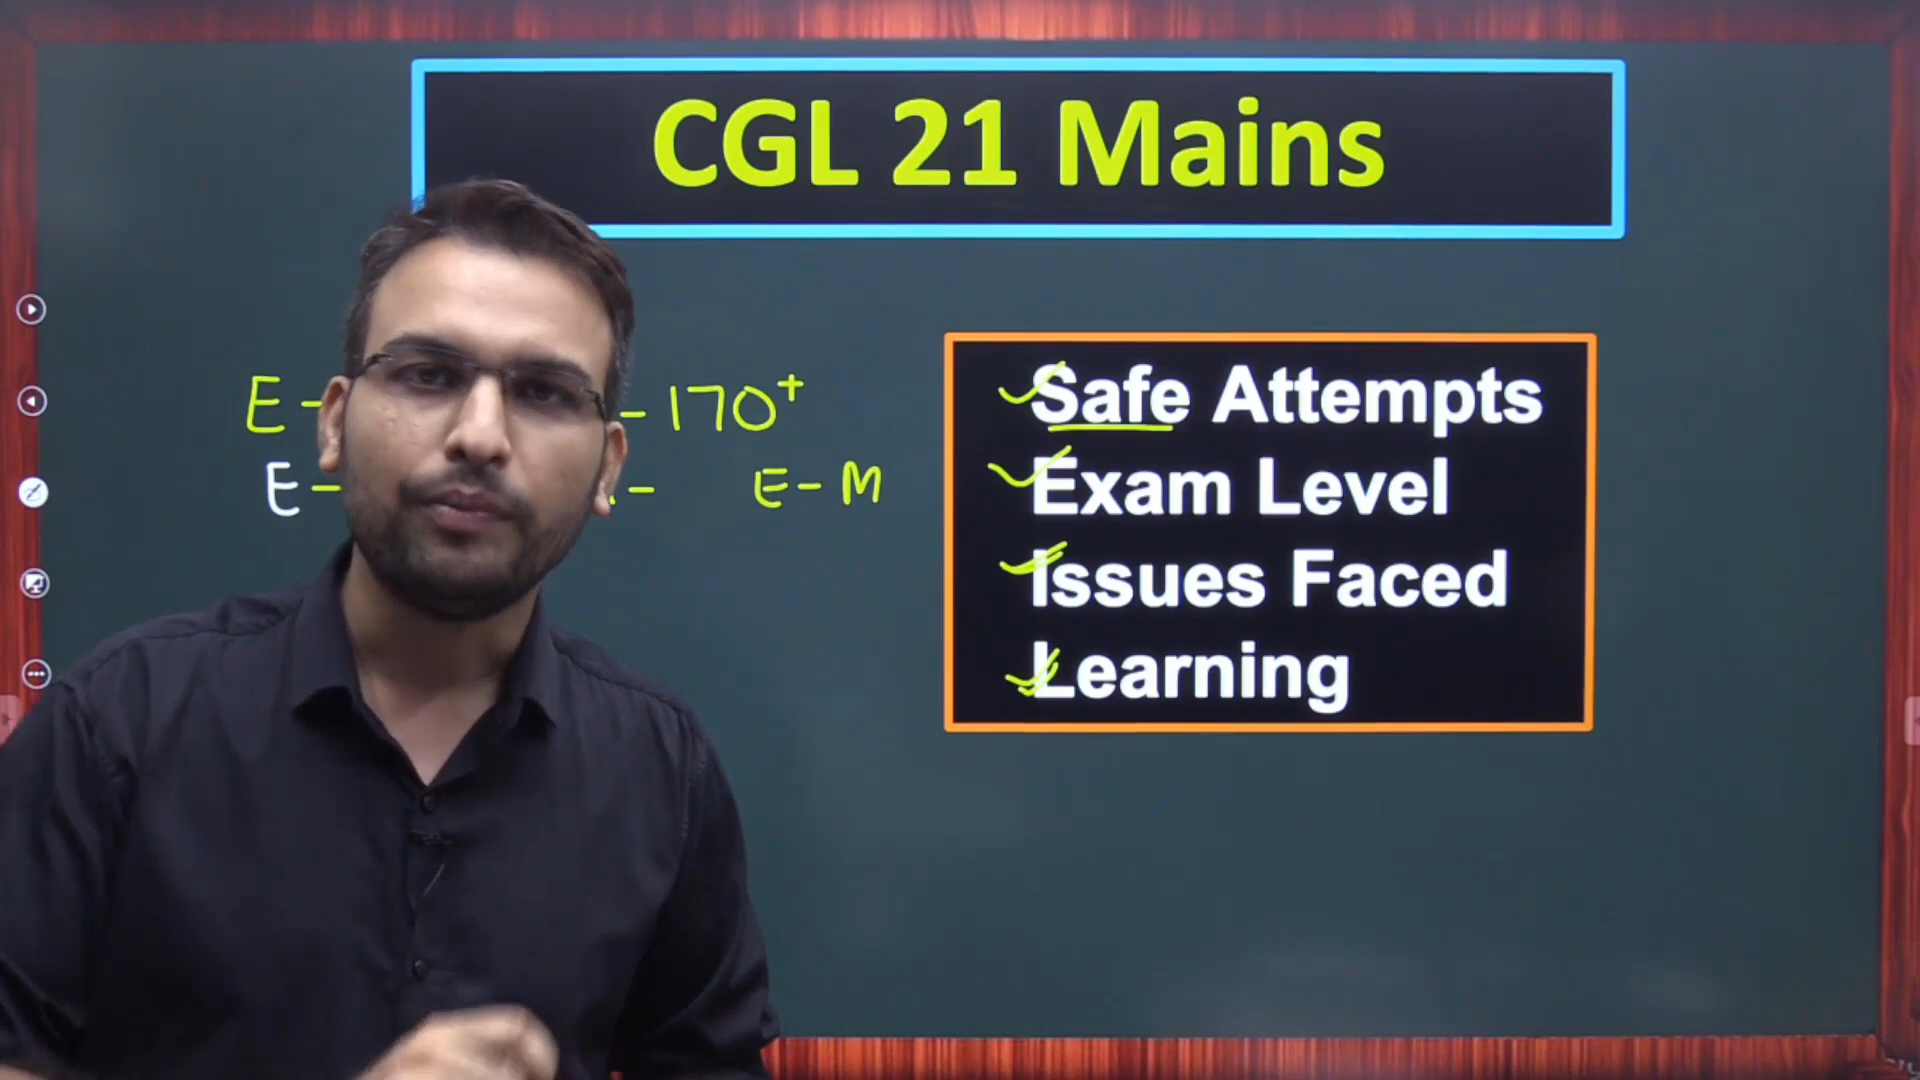 CGL 21 Mains
E - - 170+
E - .- E - M
Safe Attempts
Exam Level
Issues Faced
Learning